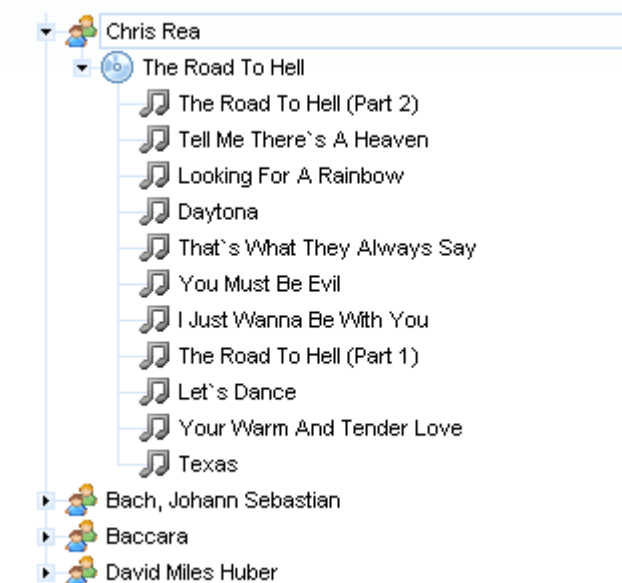 Chris Rea
The Road To Hell
The Road To Hell (Part 2)
Tell Me There`s A Heaven
Looking For A Rainbow
Daytona
That`s What They Always Say
You Must Be Evil
I Just Wanna Be With You
The Road To Hell (Part 1)
Let`s Dance
Your Warm And Tender Love
Texas
Bach, Johann Sebastian
Baccara
David Miles Huber